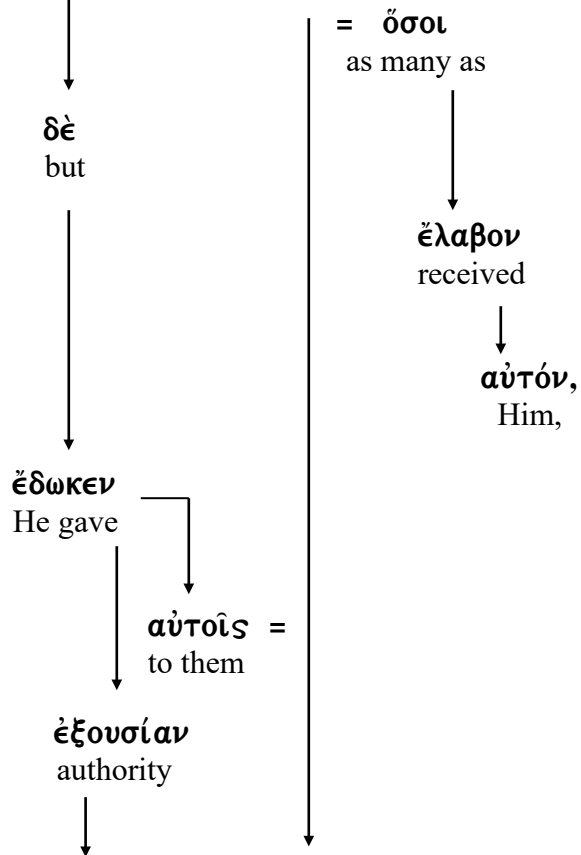 = ὅσοι
as many as
δὲ
but
ἔλαβον
received
αὐτόν,
Him,
ἔδωκεν
He gave
αὐτοῖς =
to them
ἐξουσίαν
authority